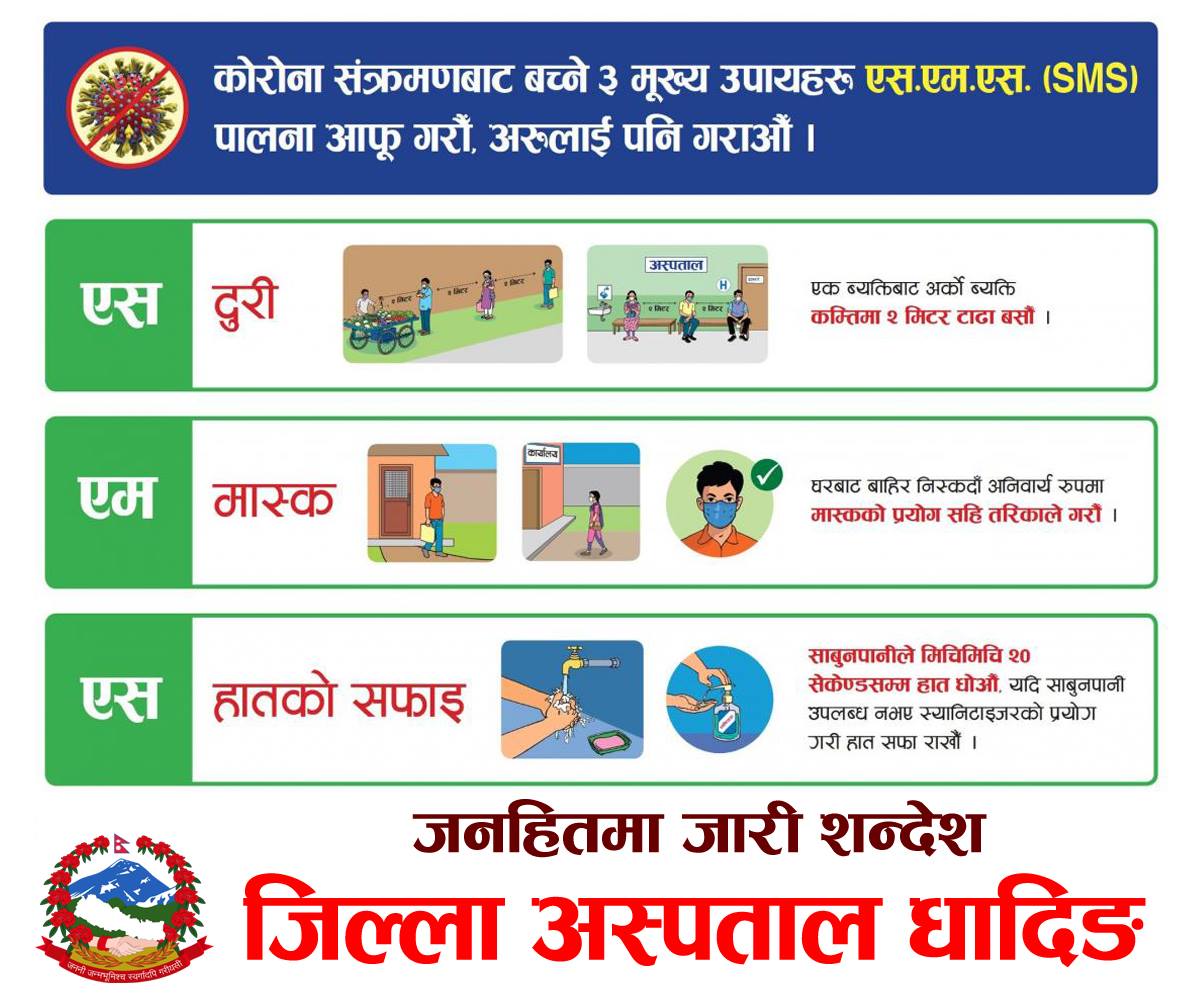 कोरोना संक्रमणबाट बच्ने ३ मूख्य उपायहरु एस.एम.एस. (SMS)
पालना आफू गरौं, अरुलाई पनि गराऔं ।
एस
दुरी
२ मिटर
२ मिटर
२ मिटर
अस्पताल
H
२ मिटर
२ मिटर
एक ब्यक्तिबाट अर्को ब्यक्ति
कम्तिमा २ मिटर टाढा बसौं ।
एम
मास्क
कार्यालय
घरबाट बाहिर निस्कदाँ अनिवार्य रुपमा
मास्कको प्रयोग सहि तरिकाले गरौं ।
एस
हातको सफाइ
साबुनपानीले मिचिमिचि २०
सेकेण्डसम्म हात धोऔं, यदि साबुनपानी
उपलब्ध नभए स्यानिटाइजरको प्रयोग
गरी हात सफा राखौं ।
जनहितमा जारी शन्देश
जिल्ला अस्पताल धादिङ
जननी जन्मभूमिश्च स्वर्गादपि गरीयसी